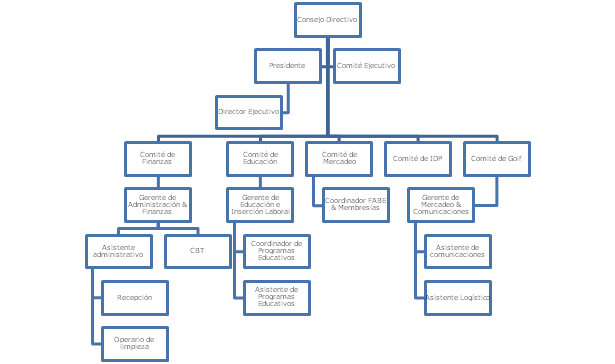 Consejo Directivo
Presidente
Comité Ejecutivo
Director Ejecutivo
Comité de
Finanzas
Comité de
Educación
Comité de
Mercadeo
Comité de IDP
Comité de Golf
Gerente de
Administración &
Finanzas
Gerente de
Educación e
Inserción Laboral
Coordinador FABE
& Membresías
Gerente de
Mercadeo &
Comunicaciones
Asistente
administrativo
CBT
Coordinador de
Programas
Educativos
Asistente de
comunicaciones
Recepción
Asistente de
Programas
Educativos
Asistente Logístico
Operario de
limpieza